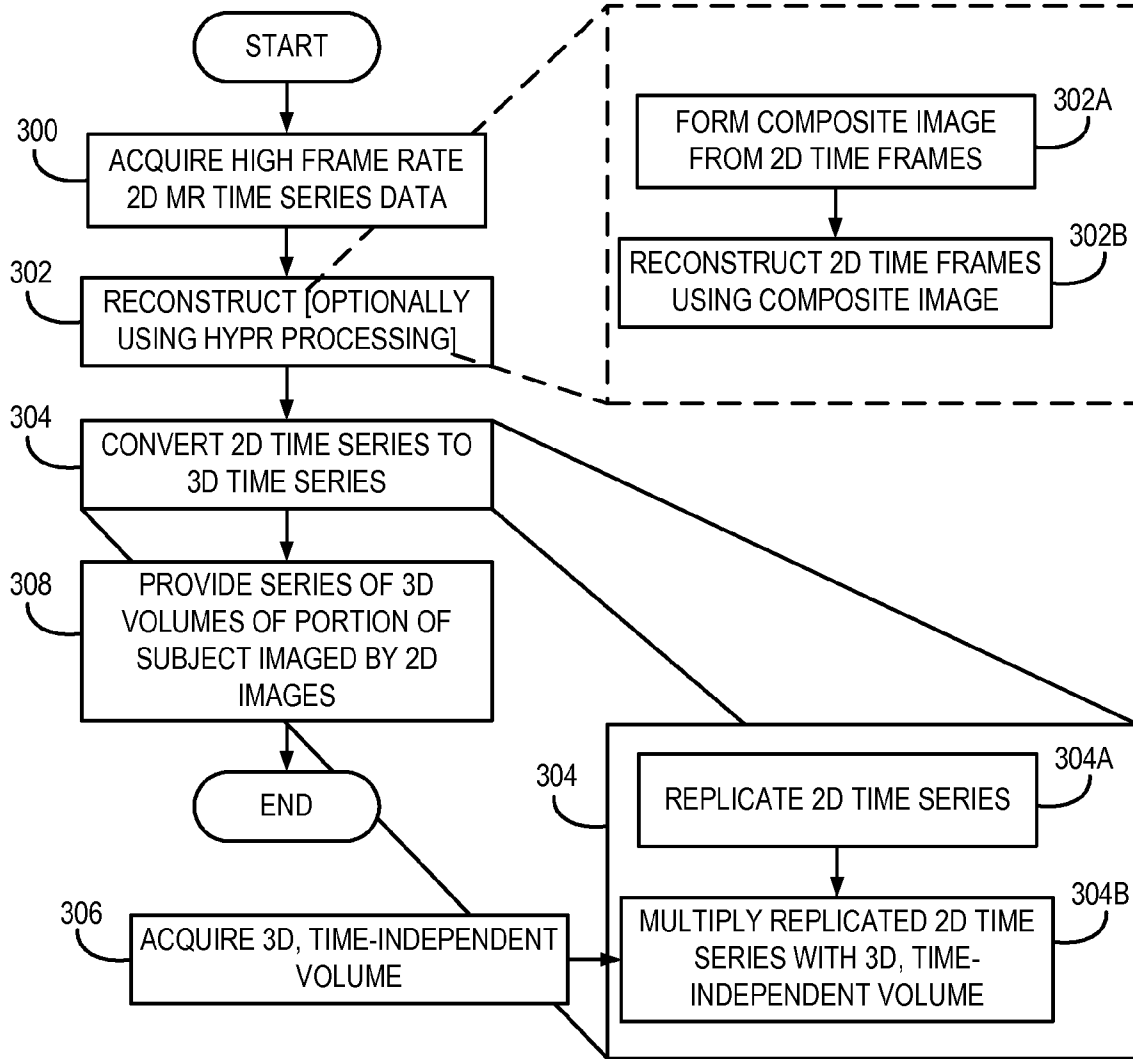 START
300
ACQUIRE HIGH FRAME RATE
2D MR TIME SERIES DATA
302
RECONSTRUCT [OPTIONALLY
USING HYPR PROCESSING]
302A
FORM COMPOSITE IMAGE
FROM 2D TIME FRAMES
302B
RECONSTRUCT 2D TIME FRAMES
USING COMPOSITE IMAGE
304
CONVERT 2D TIME SERIES TO
3D TIME SERIES
308
PROVIDE SERIES OF 3D
VOLUMES OF PORTION OF
SUBJECT IMAGED BY 2D
IMAGES
END
304
304A
REPLICATE 2D TIME SERIES
306
ACQUIRE 3D, TIME-INDEPENDENT
VOLUME
304B
MULTIPLY REPLICATED 2D TIME
SERIES WITH 3D, TIME-
INDEPENDENT VOLUME